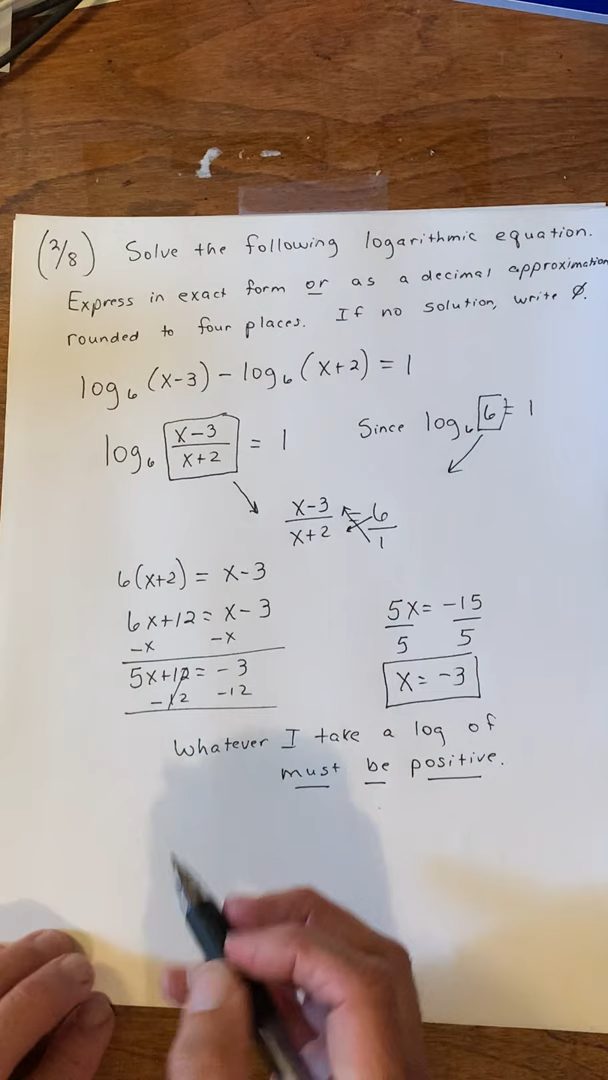 (2/8) Solve the following logarithmic equation.
Express in exact form or as a decimal approximation
rounded to four places. If no solution, write ∅.
log₆(x-3) - log₆(x+2) = 1
log₆ (x-3)/(x+2) = 1
Since log₆ 6 = 1
(x-3)/(x+2) = 6/1
6(x+2) = x-3
6x+12 = x-3
-x -x
5x+12 = -3
-12 -12
5x/5 = -15/5
x = -3
Whatever I take a log of
must be positive.